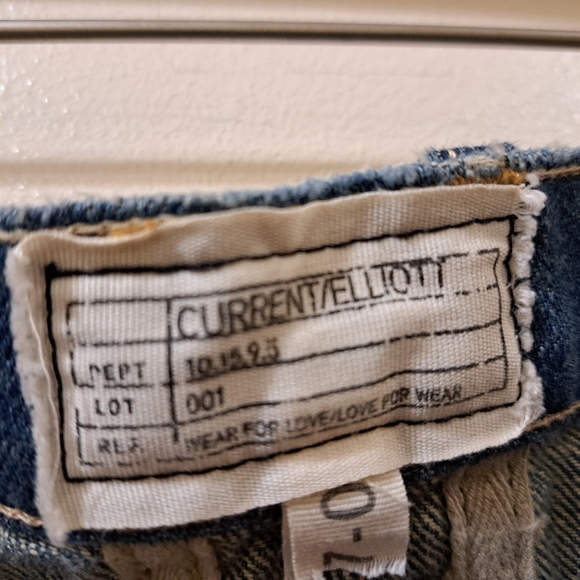 CURRENT/ELLIOTT
DEPT 10.15.9.5
LOT 001
REF. WEAR FOR LOVE/LOVE FOR WEAR